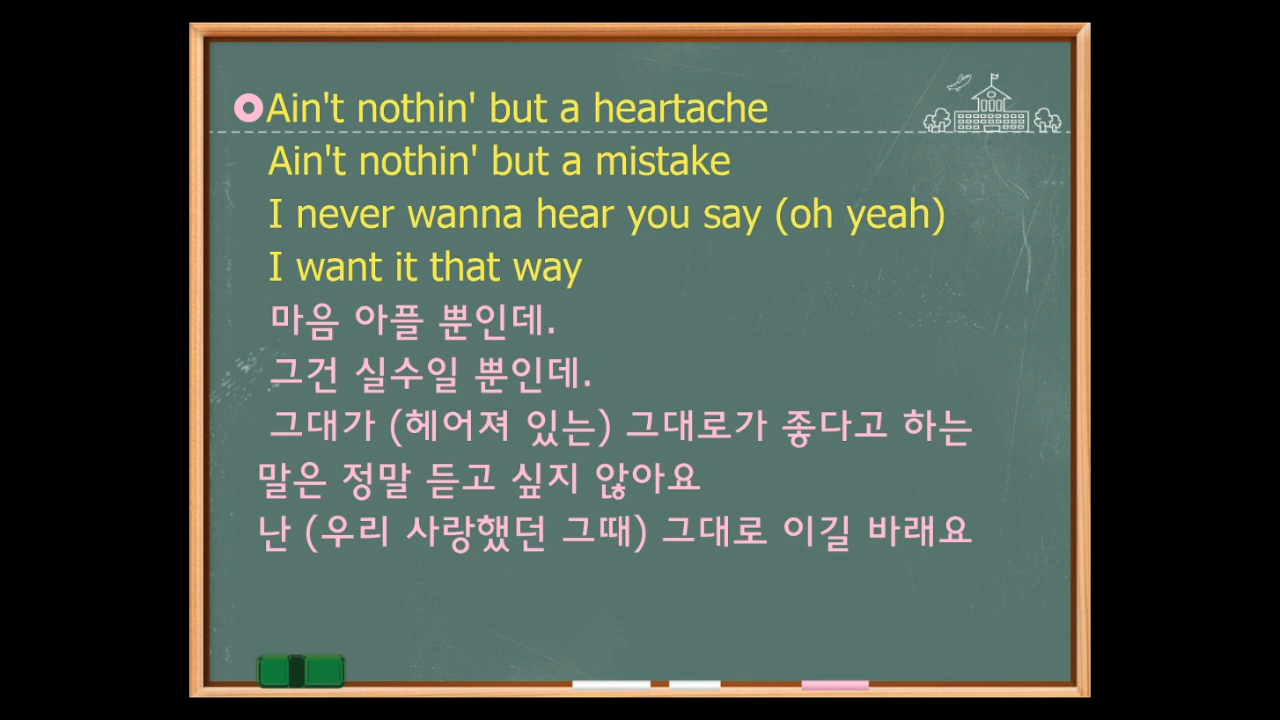 Ain't nothin' but a heartache
Ain't nothin' but a mistake
I never wanna hear you say (oh yeah)
I want it that way
마음 아플 뿐인데.
그건 실수일 뿐인데.
그대가 (헤어져 있는) 그대로가 좋다고 하는
말은 정말 듣고 싶지 않아요
난 (우리 사랑했던 그때) 그대로 이길 바래요